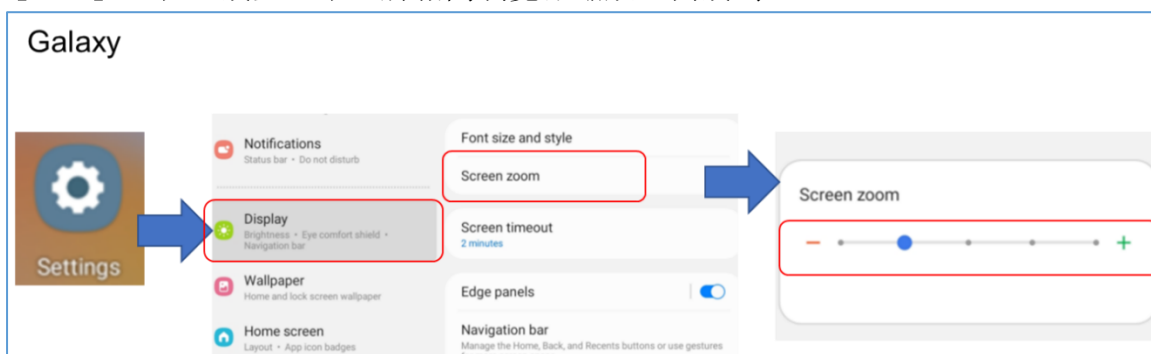 Galaxy
Settings
Notifications
Status bar • Do not disturb
Display
Brightness • Eye comfort shield •
Navigation bar
Wallpaper
Home and lock screen wallpaper
Home screen
Layout • App icon badges
Font size and style
Screen zoom
Screen timeout
2 minutes
Edge panels
Navigation bar
Manage the Home, Back, and Recents buttons or use gestures
Screen zoom